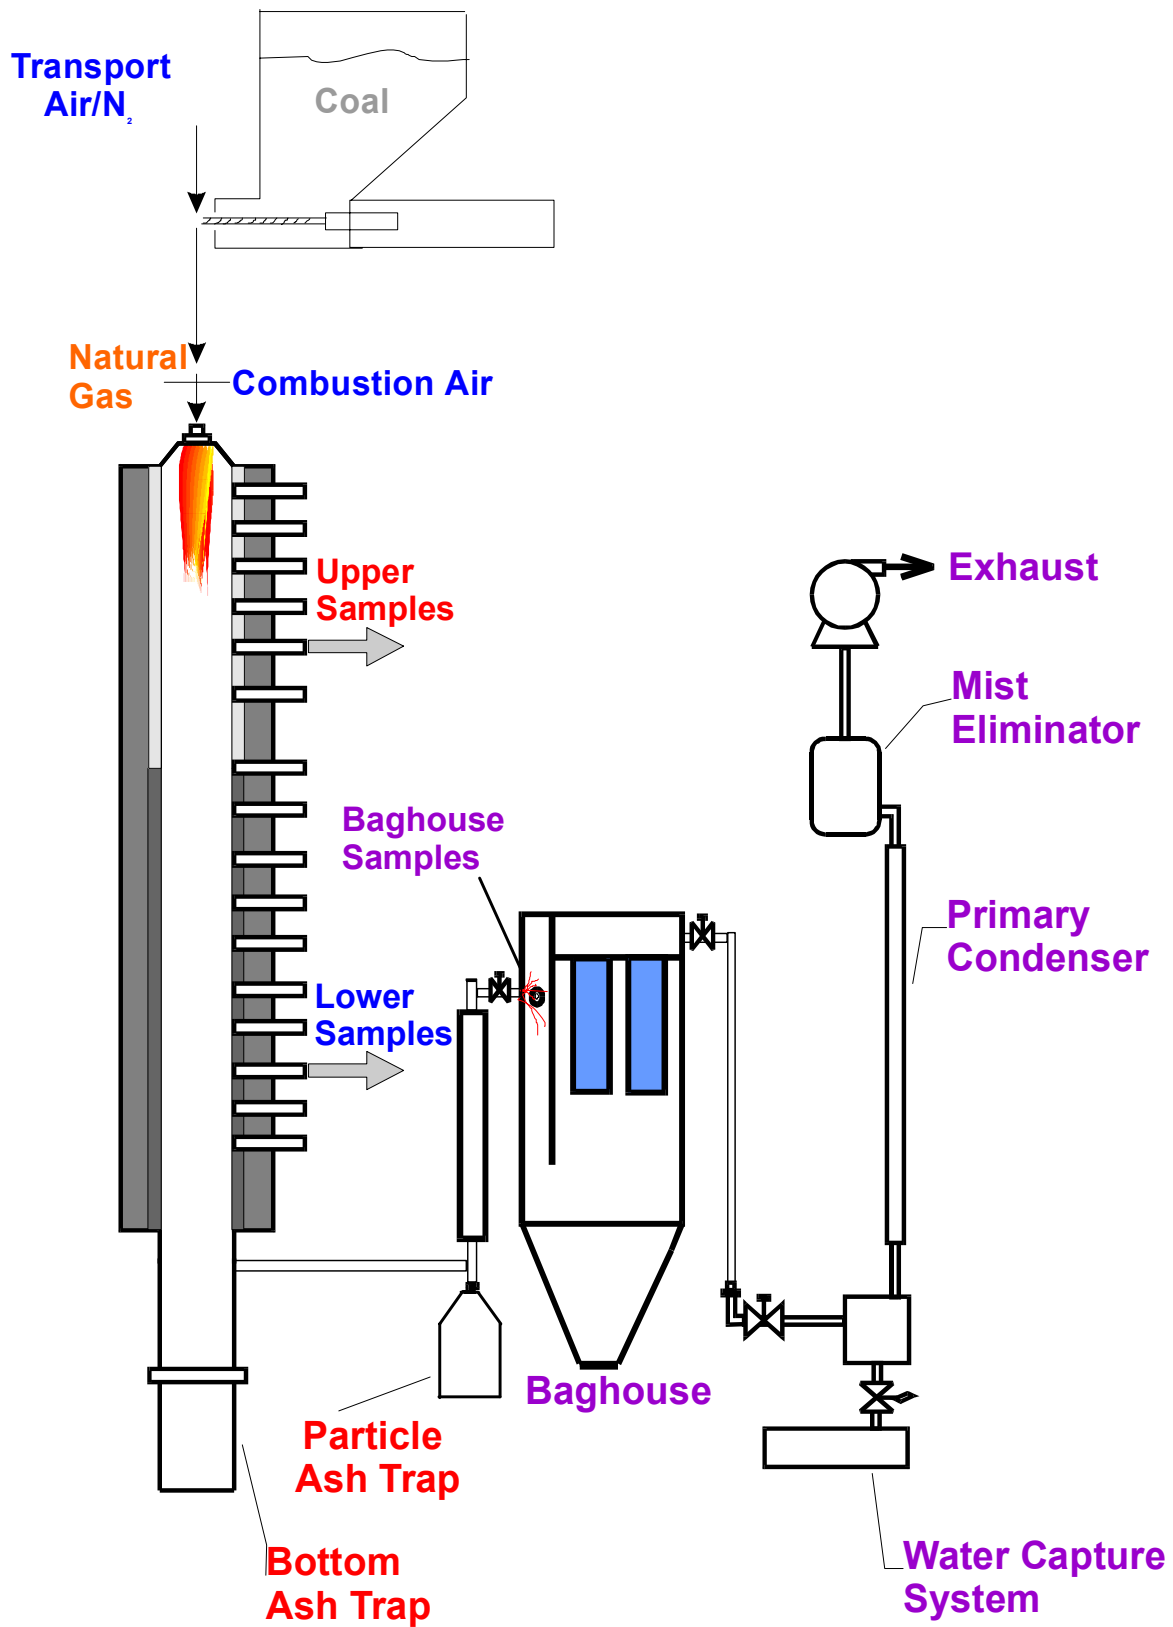 Transport
Air/N₂
Coal
Natural
Gas
Combustion Air
Upper
Samples
Exhaust
Mist
Eliminator
Baghouse
Samples
Primary
Condenser
Lower
Samples
Baghouse
Particle
Ash Trap
Bottom
Ash Trap
Water Capture
System